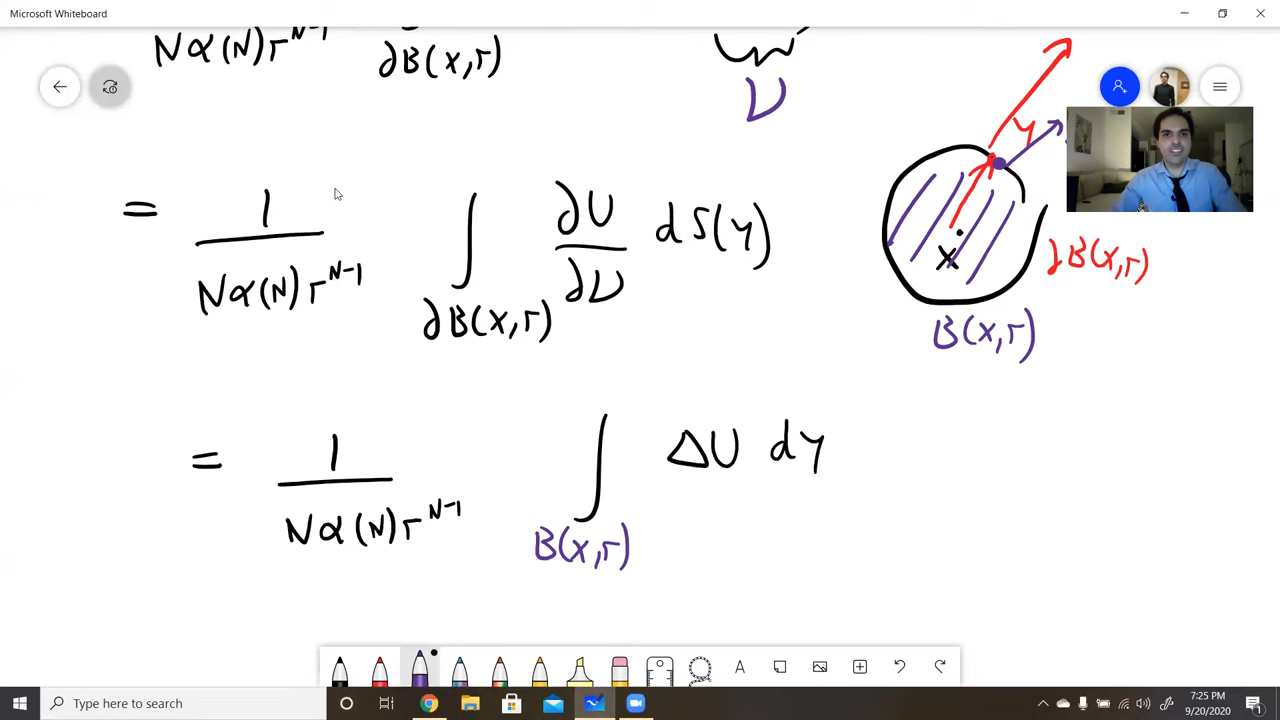 Microsoft Whiteboard
Nα(N)r^{N-1} ∂B(x,r)
ν
= 1/(Nα(N)r^{N-1}) ∫_{∂B(x,r)} ∂U/∂ν dS(y)
y
x
∂B(x,r)
B(x,r)
= 1/(Nα(N)r^{N-1}) ∫_{B(x,r)} ΔU dy
A
Type here to search
7:25 PM
9/20/2020
1